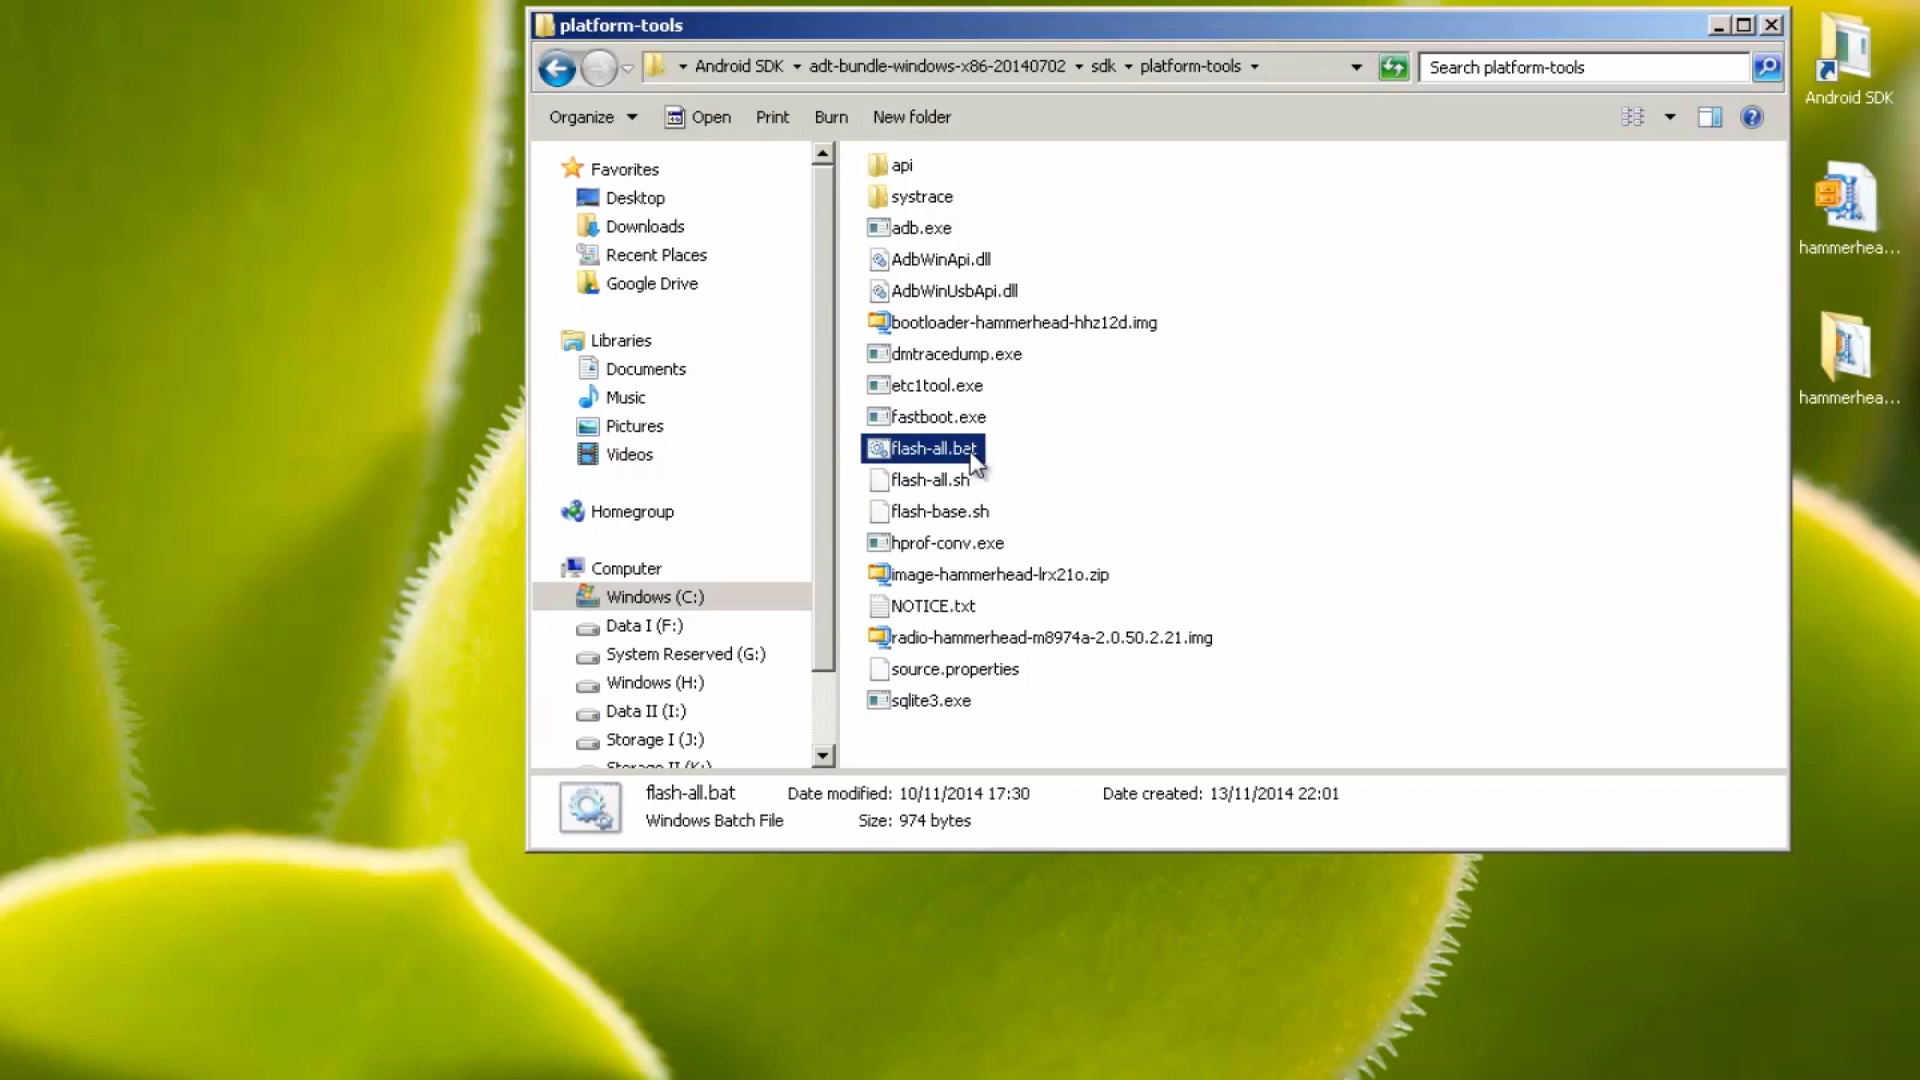 platform-tools
Android SDK adt-bundle-windows-x86-20140702 sdk platform-tools
Search platform-tools
Organize Open Print Burn New folder
Favorites
Desktop
Downloads
Recent Places
Google Drive
Libraries
Documents
Music
Pictures
Videos
Homegroup
Computer
Windows (C:)
Data I (F:)
System Reserved (G:)
Windows (H:)
Data II (I:)
Storage I (J:)
Storage II (K:)
api
systrace
adb.exe
AdbWinApi.dll
AdbWinUsbApi.dll
bootloader-hammerhead-hhz12d.img
dmtracedump.exe
etc1tool.exe
fastboot.exe
flash-all.bat
flash-all.sh
flash-base.sh
hprof-conv.exe
image-hammerhead-lrx21o.zip
NOTICE.txt
radio-hammerhead-m8974a-2.0.50.2.21.img
source.properties
sqlite3.exe
flash-all.bat Date modified: 10/11/2014 17:30 Date created: 13/11/2014 22:01
Windows Batch File Size: 974 bytes
Android SDK
hammerhea...
hammerhea...